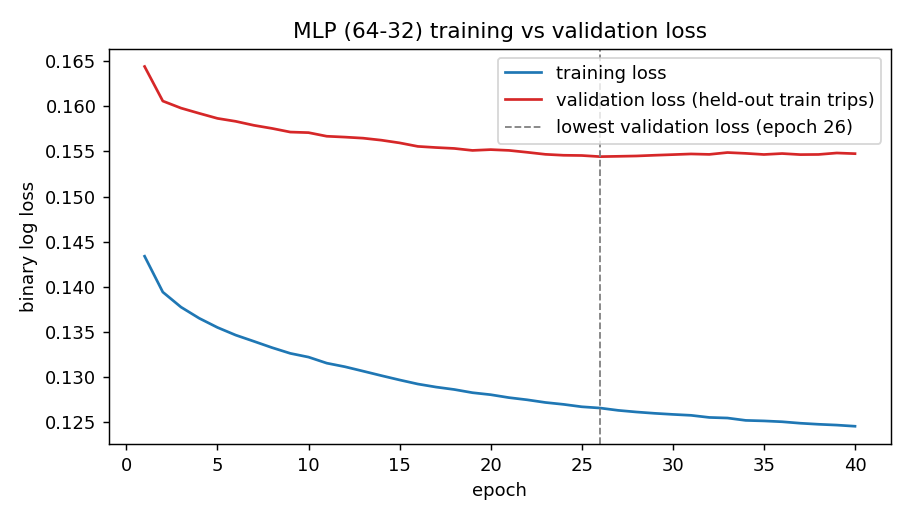 MLP (64-32) training vs validation loss
training loss
validation loss (held-out train trips)
lowest validation loss (epoch 26)
binary log loss
0.165
0.160
0.155
0.150
0.145
0.140
0.135
0.130
0.125
0 5 10 15 20 25 30 35 40
epoch